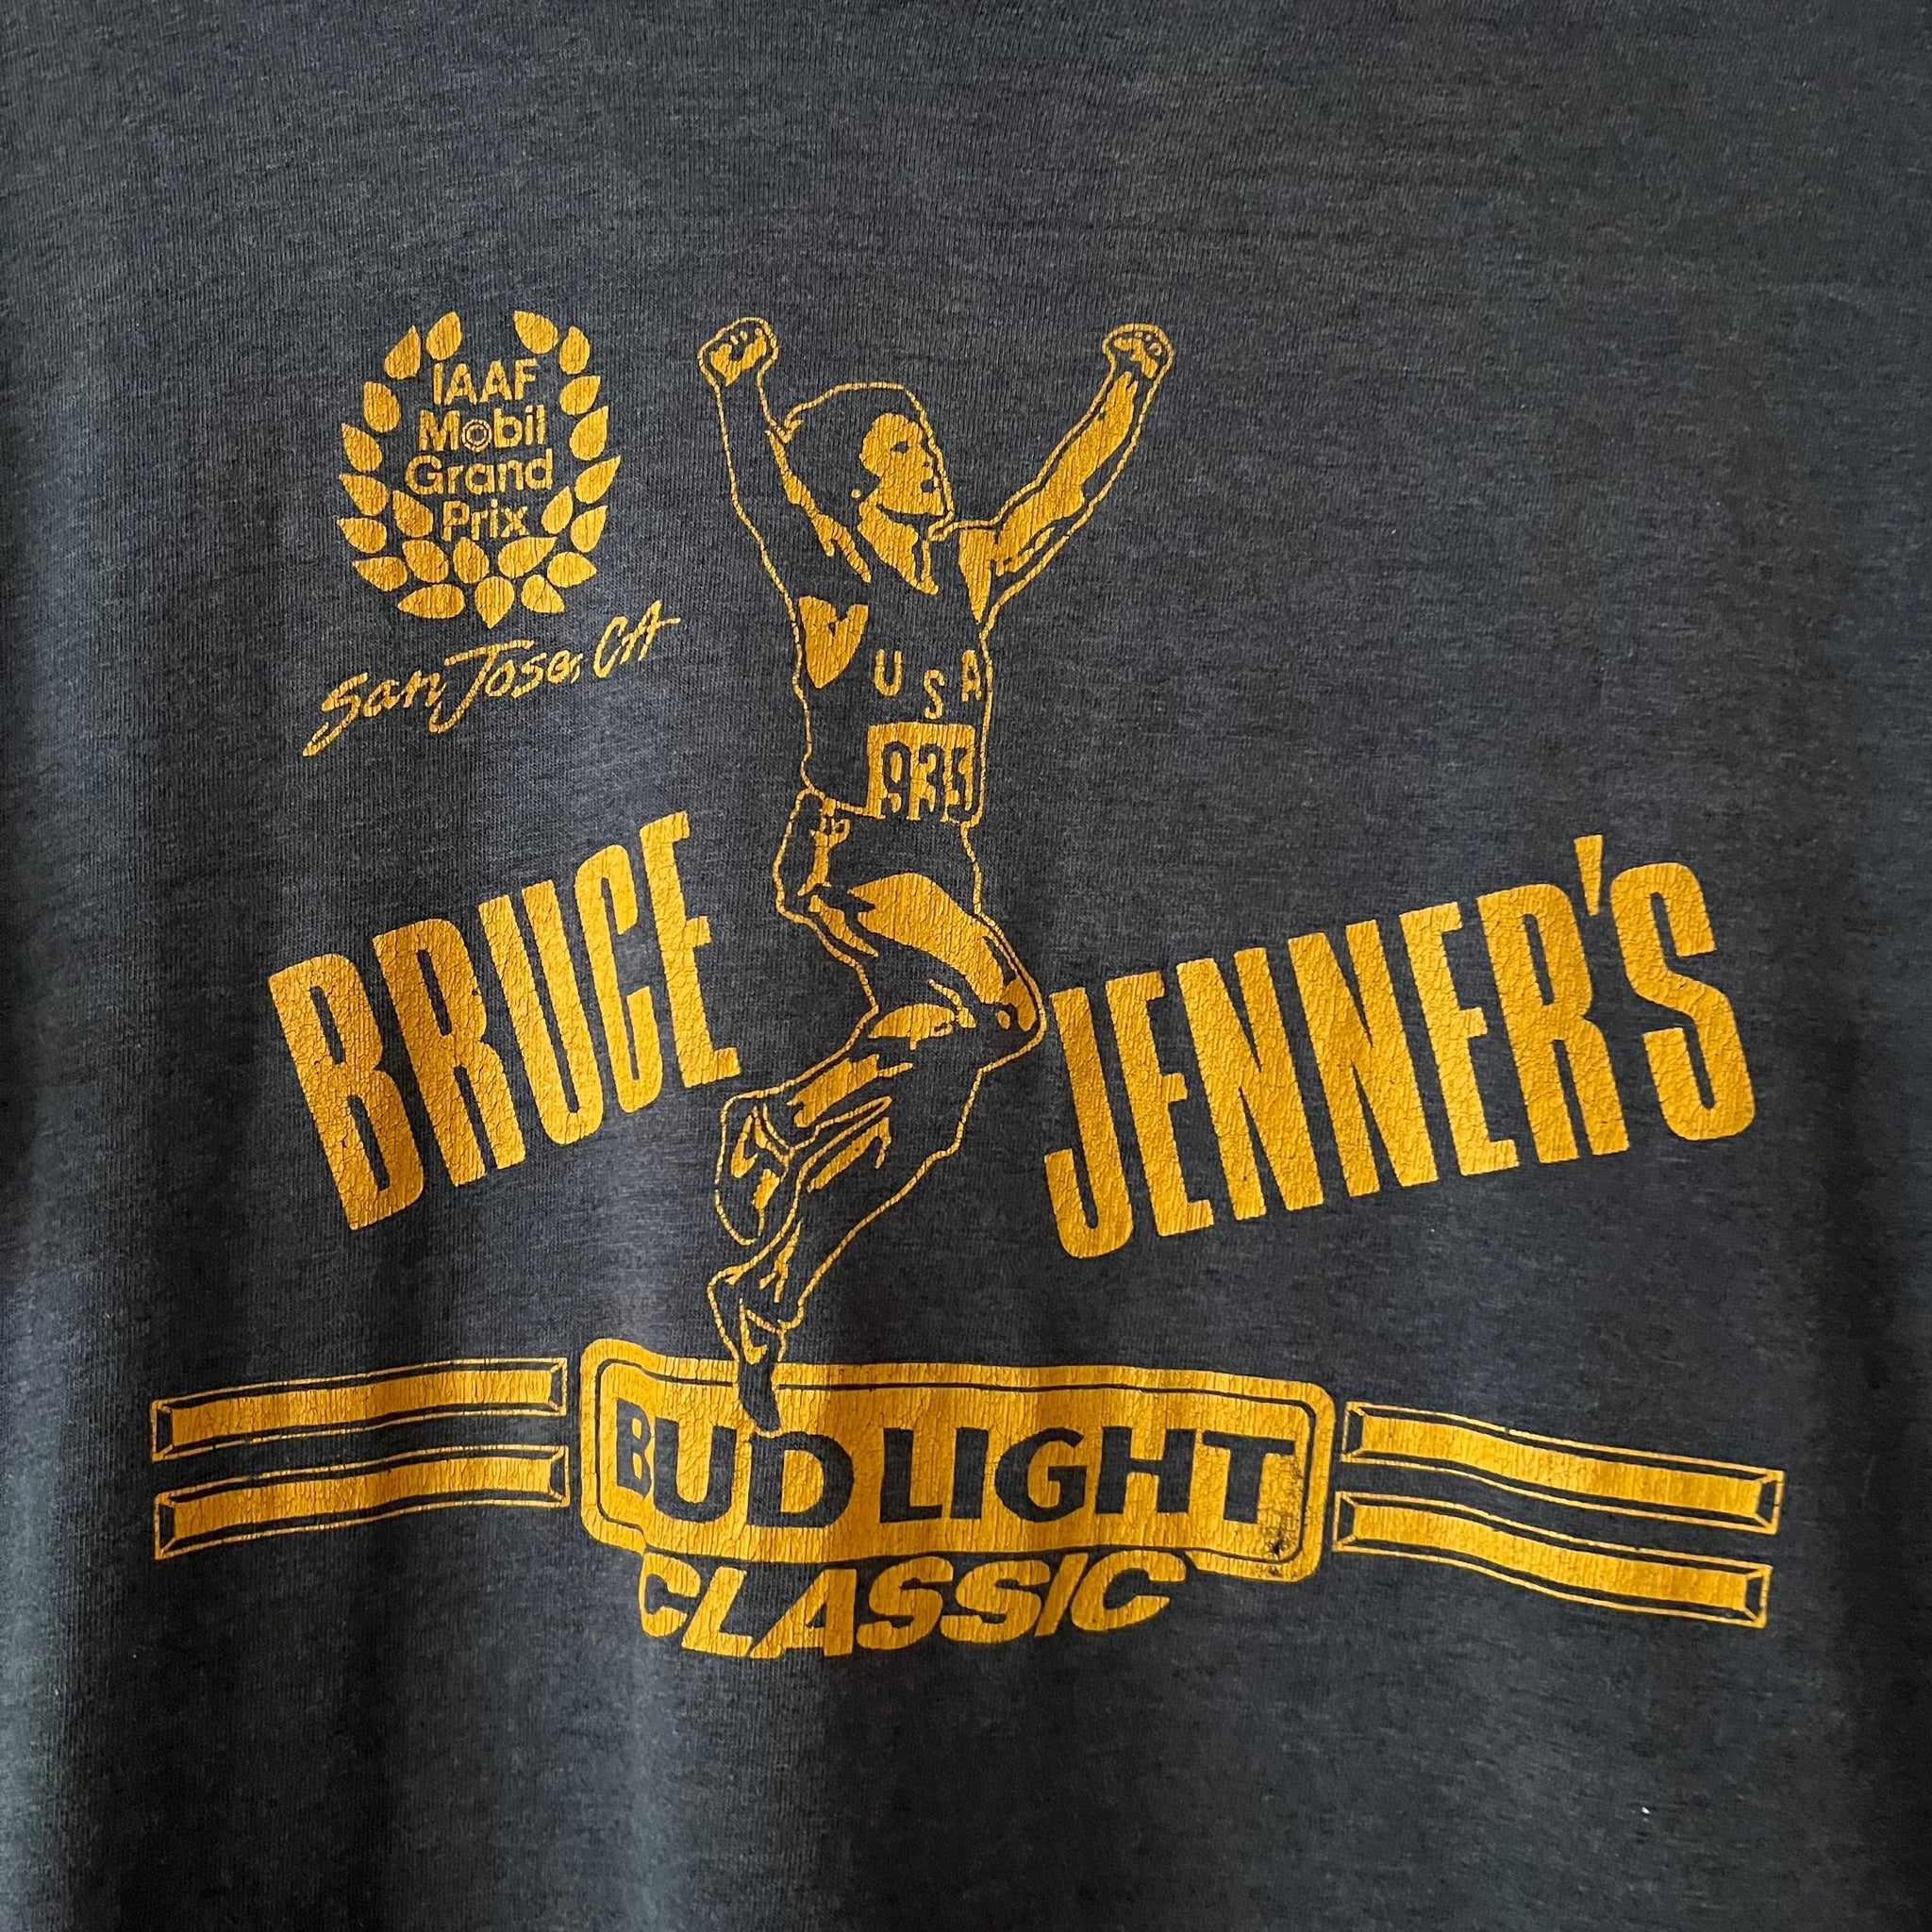 IAAF
Mobil
Grand
Prix
San Jose, CA
USA
935
BRUCE JENNER'S
BUD LIGHT
CLASSIC